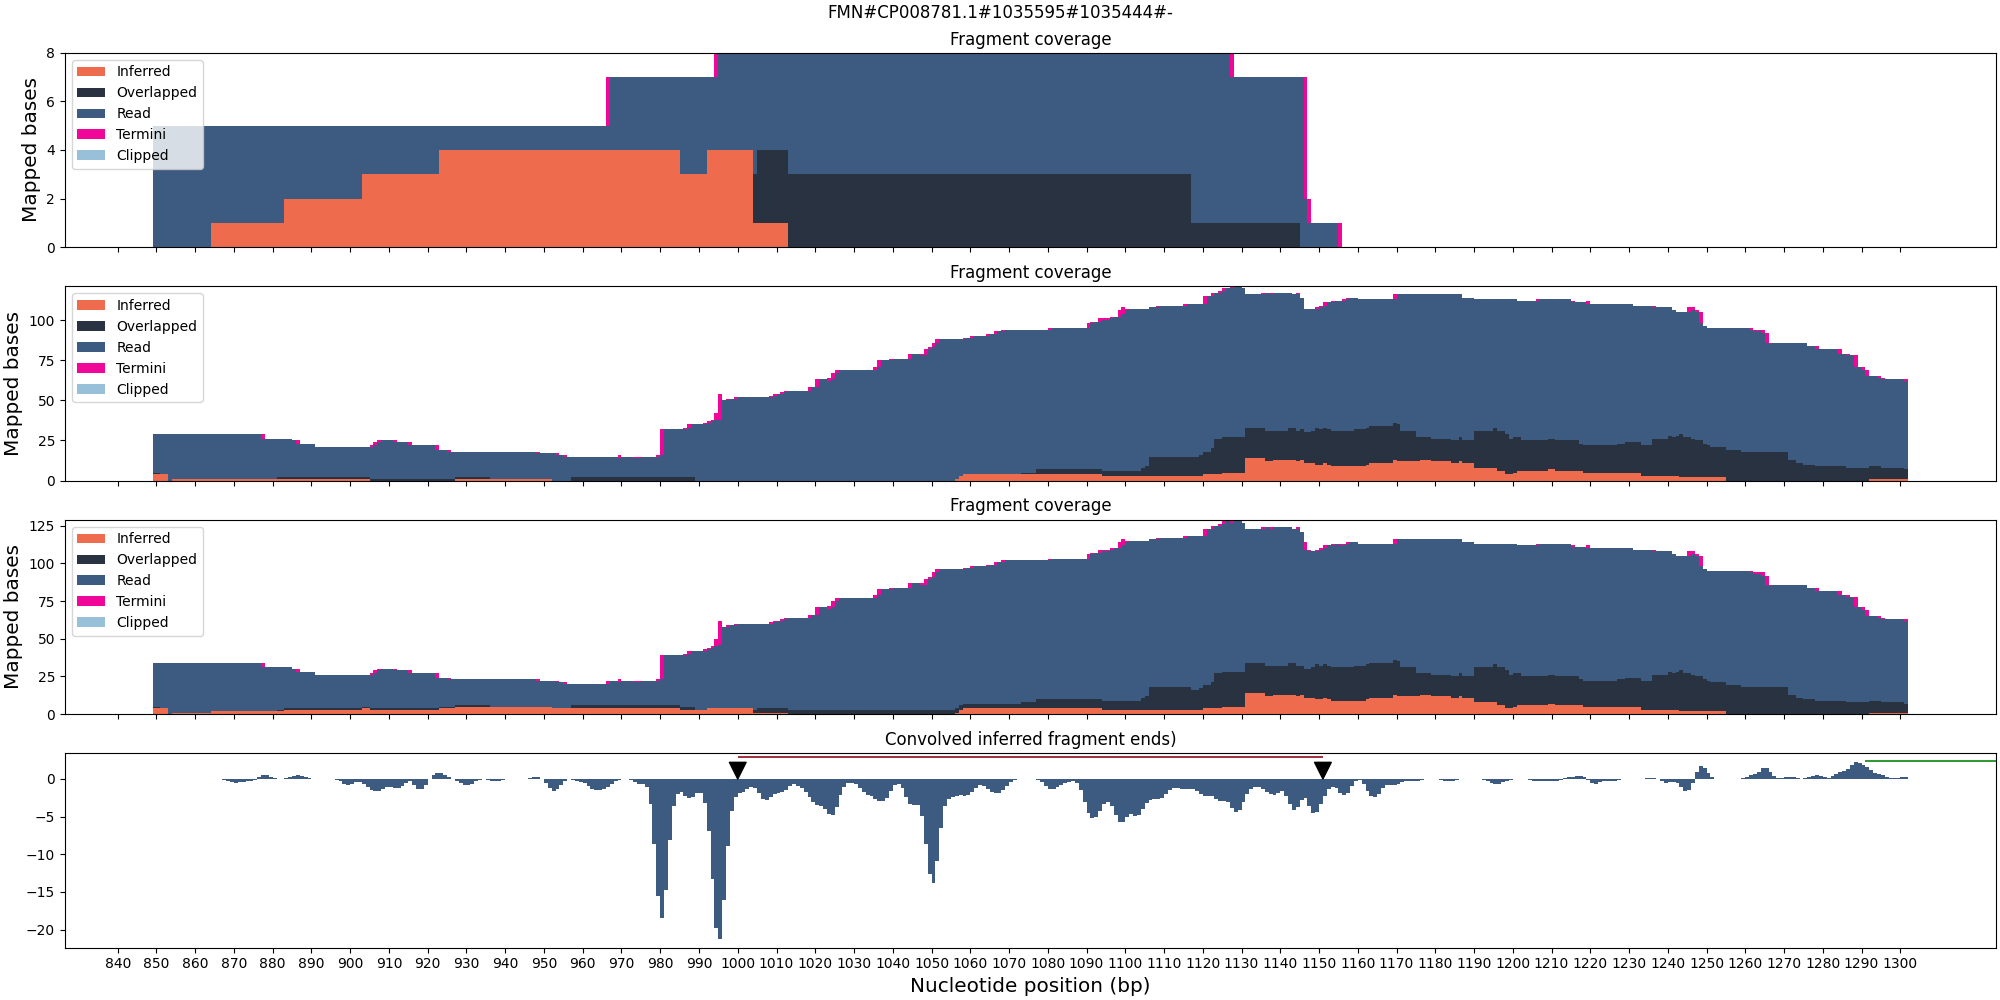 FMN#CP008781.1#1035595#1035444#-
Fragment coverage
Mapped bases
8
6
4
2
0
Inferred
Overlapped
Read
Termini
Clipped
Fragment coverage
Mapped bases
100
75
50
25
0
Inferred
Overlapped
Read
Termini
Clipped
Fragment coverage
Mapped bases
125
100
75
50
25
0
Inferred
Overlapped
Read
Termini
Clipped
Convolved inferred fragment ends)
0
−5
−10
−15
−20
840 850 860 870 880 890 900 910 920 930 940 950 960 970 980 990 1000 1010 1020 1030 1040 1050 1060 1070 1080 1090 1100 1110 1120 1130 1140 1150 1160 1170 1180 1190 1200 1210 1220 1230 1240 1250 1260 1270 1280 1290 1300
Nucleotide position (bp)